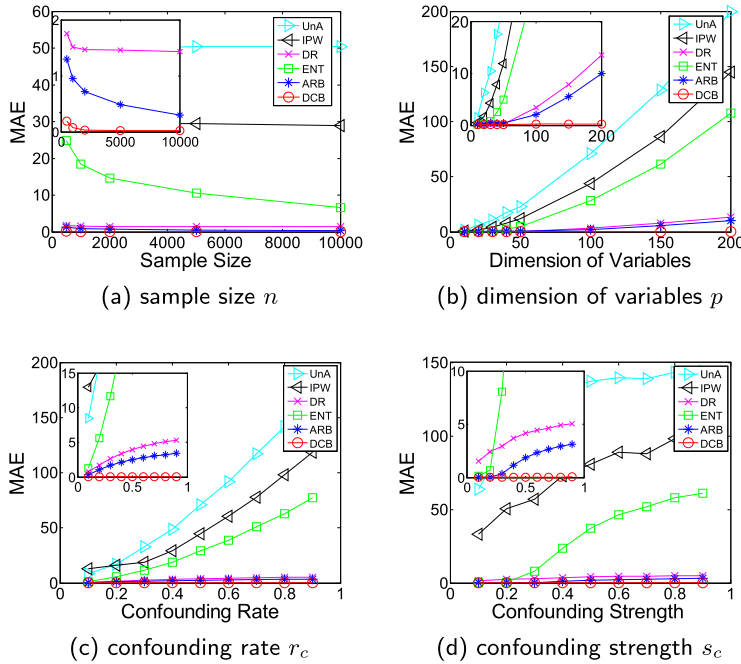 60
50
40
30
20
10
0
MAE
2
1
0
0
5000
10000
UnA
IPW
DR
ENT
ARB
DCB
0
2000
4000
6000
8000
10000
Sample Size
(a) sample size n
200
150
100
50
0
MAE
20
10
0
0
100
200
UnA
IPW
DR
ENT
ARB
DCB
0
50
100
150
200
Dimension of Variables
(b) dimension of variables p
200
150
100
50
0
MAE
15
10
5
0
0
0.5
1
UnA
IPW
DR
ENT
ARB
DCB
0
0.2
0.4
0.6
0.8
1
Confounding Rate
(c) confounding rate r_c
150
100
50
0
MAE
10
5
0
0
0.5
1
UnA
IPW
DR
ENT
ARB
DCB
0
0.2
0.4
0.6
0.8
1
Confounding Strength
(d) confounding strength s_c